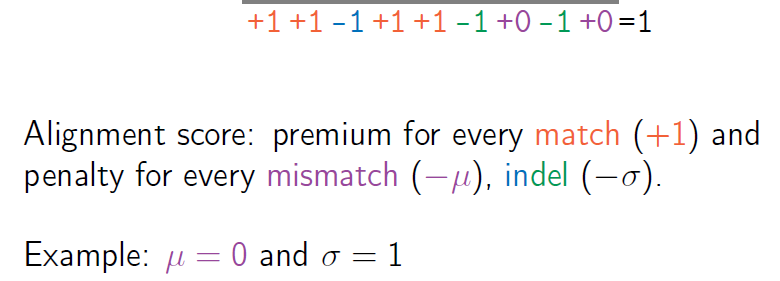 +1 +1 −1 +1 +1 −1 +0 −1 +0 =1
Alignment score: premium for every match (+1) and
penalty for every mismatch (−μ), indel (−σ).
Example: μ = 0 and σ = 1